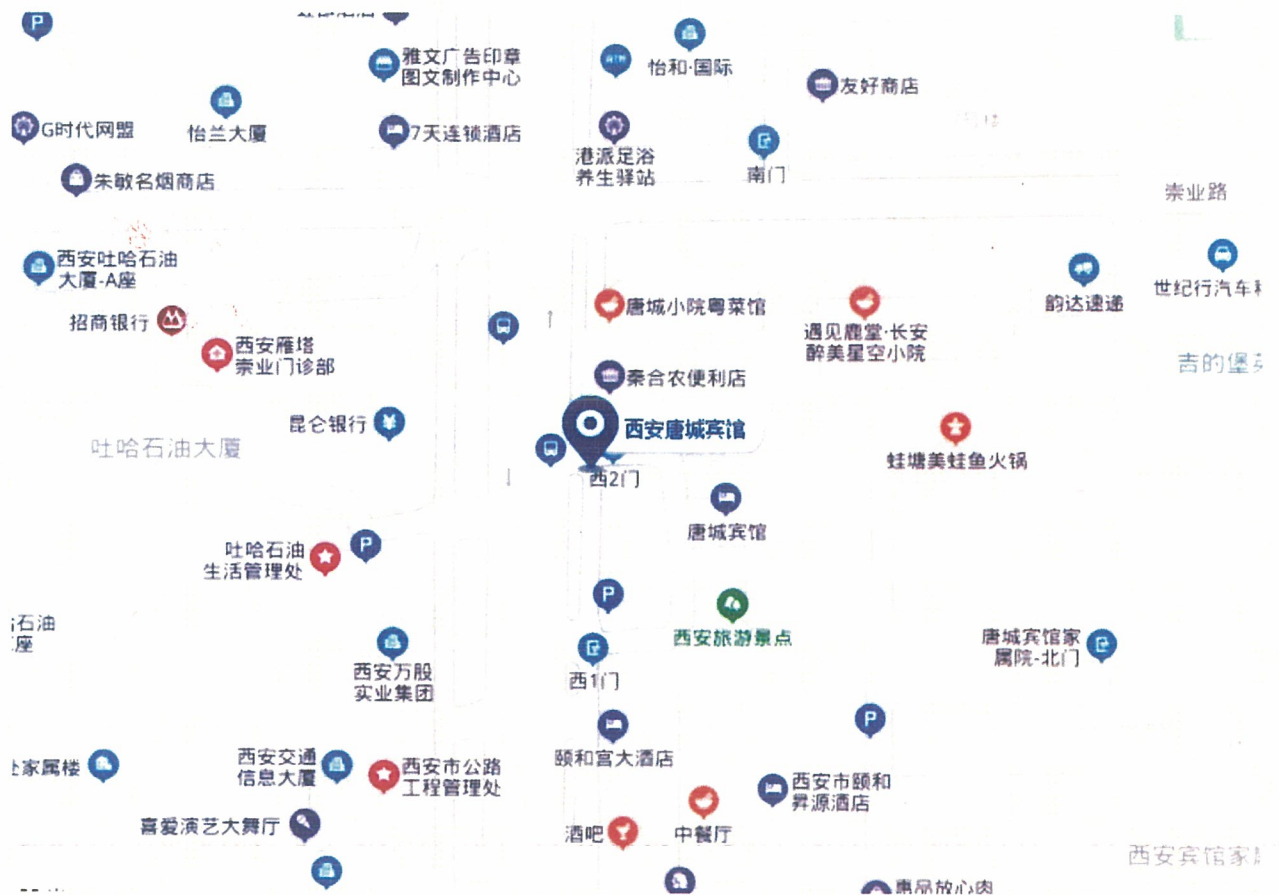 雅文广告印章
图文制作中心
怡和·国际
友好商店
G时代网盟
怡兰大厦
7天连锁酒店
港派足浴
养生驿站
南门
朱敏名烟商店
崇业路
西安吐哈石油
大厦-A座
世纪行汽车
韵达速递
招商银行
唐城小院粤菜馆
遇见鹿堂·长安
醉美星空小院
西安雁塔
崇业门诊部
吉的堡
秦合农便利店
昆仑银行
西安唐城宾馆
吐哈石油大厦
蛙塘美蛙鱼火锅
西2门
唐城宾馆
吐哈石油
生活管理处
石油
座
西安旅游景点
唐城宾馆家
属院-北门
西安万股
实业集团
西1门
颐和宫大酒店
家属楼
西安交通
信息大厦
西安市公路
工程管理处
西安市颐和
昇源酒店
喜爱演艺大舞厅
酒吧
中餐厅
西安宾馆家
惠品放心肉